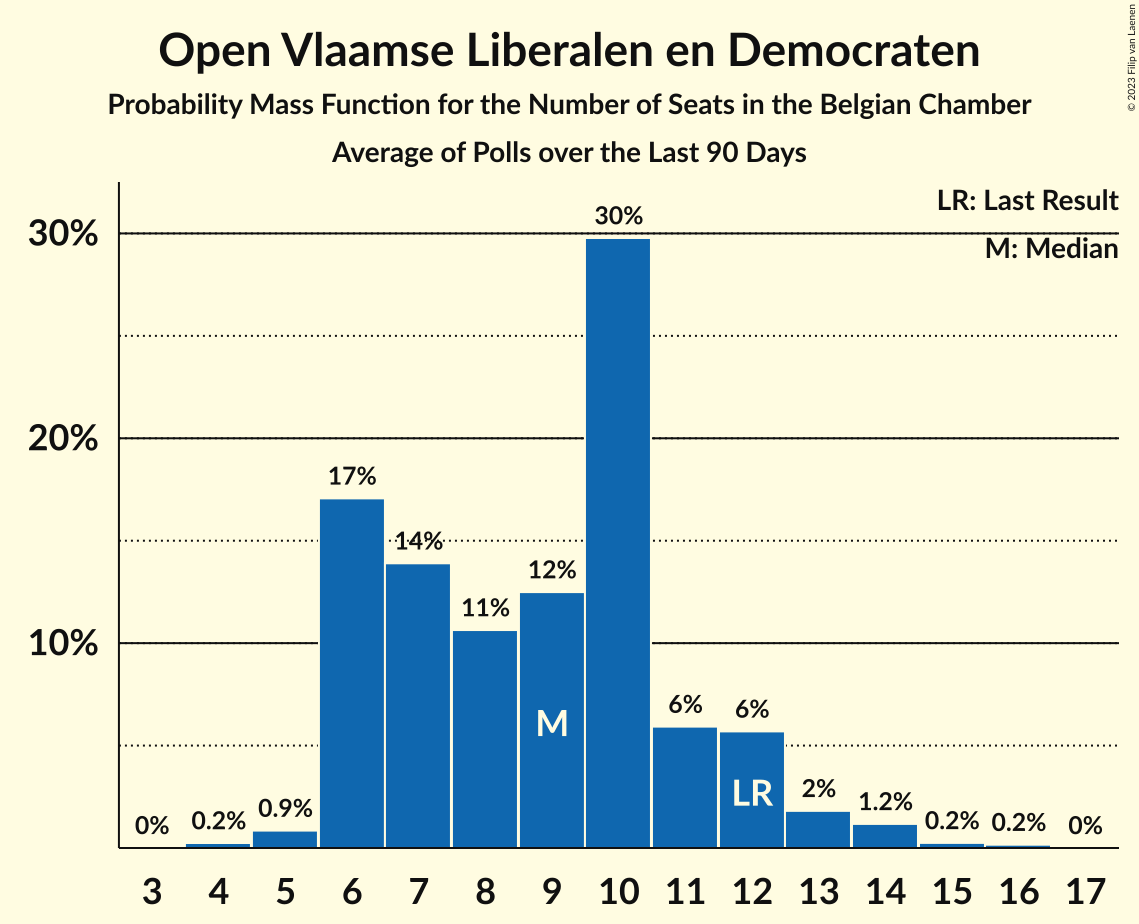 Open Vlaamse Liberalen en Democraten
Probability Mass Function for the Number of Seats in the Belgian Chamber
Average of Polls over the Last 90 Days
© 2023 Filip van Laenen
LR: Last Result
M: Median
30%
20%
10%
0%
0.2%
0.9%
17%
14%
11%
12%
30%
6%
6%
2%
1.2%
0.2%
0.2%
0%
M
LR
3 4 5 6 7 8 9 10 11 12 13 14 15 16 17